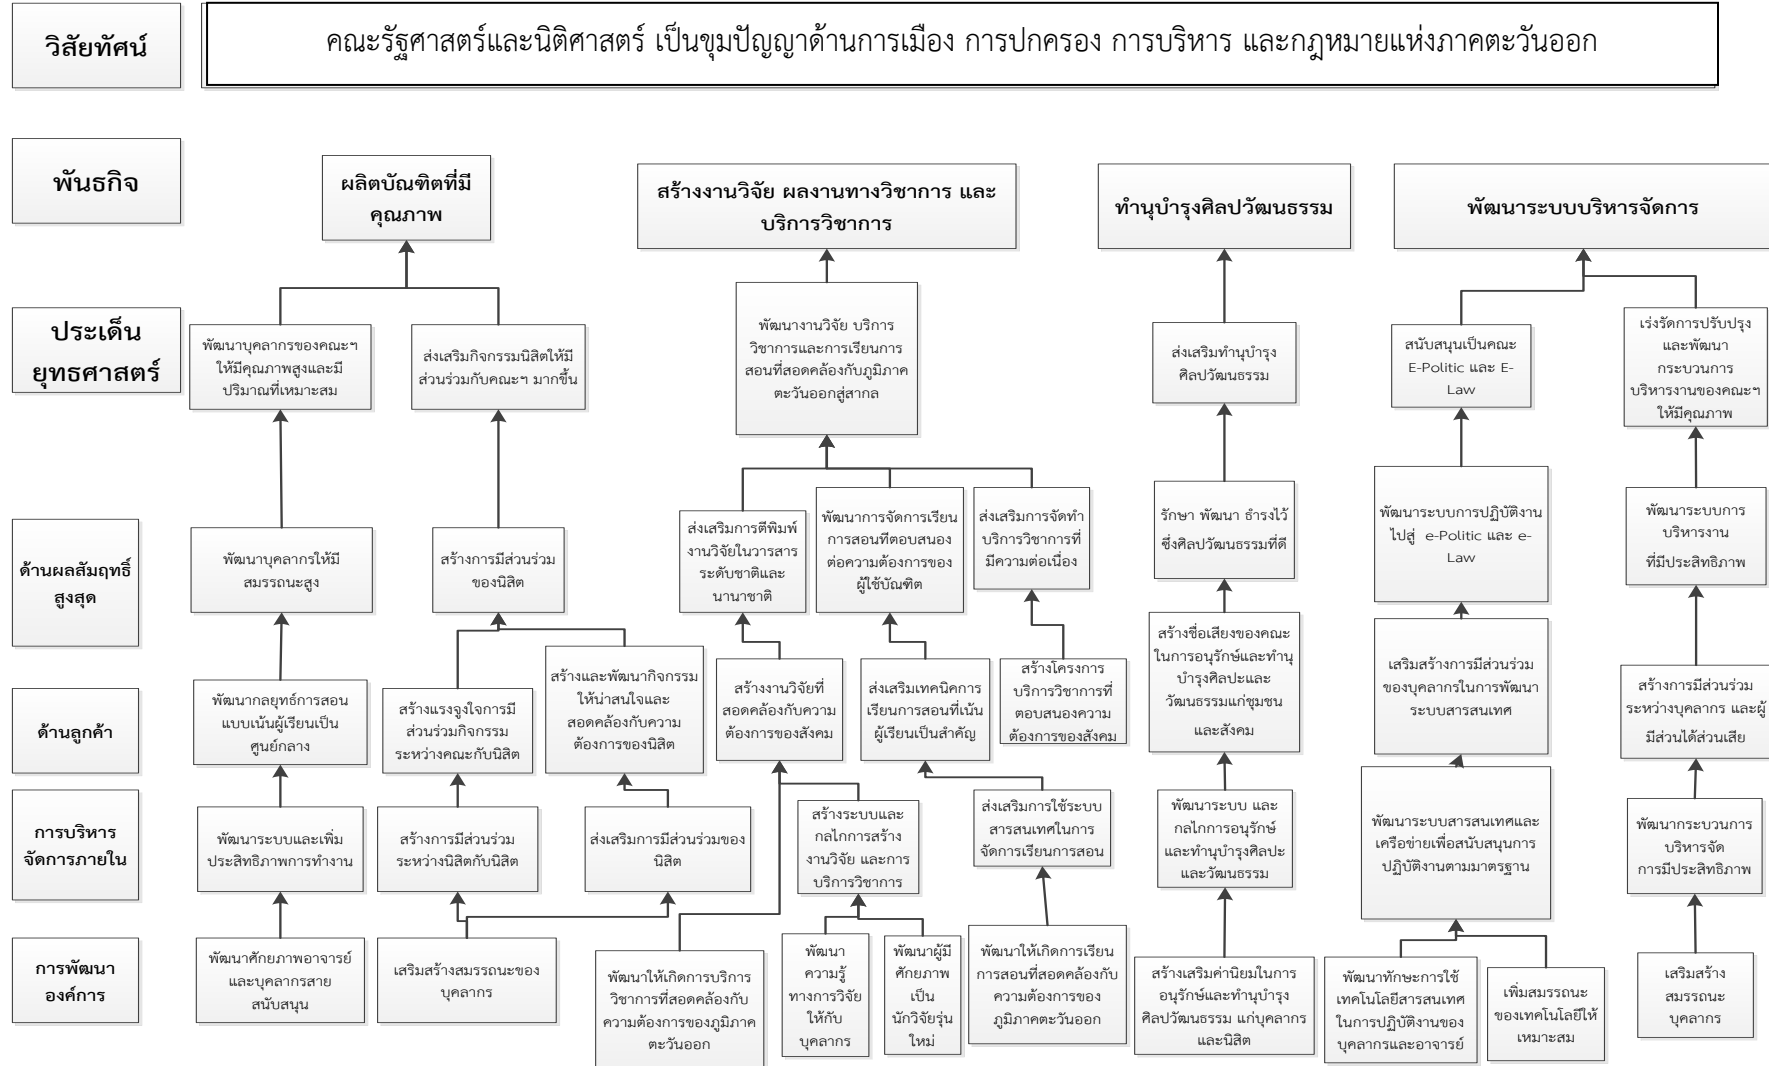 วิสัยทัศน์
คณะรัฐศาสตร์และนิติศาสตร์ เป็นขุมปัญญาด้านการเมือง การปกครอง การบริหาร และกฎหมายแห่งภาคตะวันออก
พันธกิจ
ผลิตบัณฑิตที่มี
คุณภาพ
สร้างงานวิจัย ผลงานทางวิชาการ และ
บริการวิชาการ
ทำนุบำรุงศิลปวัฒนธรรม
พัฒนาระบบบริหารจัดการ
ประเด็น
ยุทธศาสตร์
พัฒนาบุคลากรของคณะฯ
ให้มีคุณภาพสูงและมี
ปริมาณที่เหมาะสม
ส่งเสริมกิจกรรมนิสิตให้มี
ส่วนร่วมกับคณะฯ มากขึ้น
พัฒนางานวิจัย บริการ
วิชาการและการเรียนการ
สอนที่สอดคล้องกับภูมิภาค
ตะวันออกสู่สากล
ส่งเสริมทำนุบำรุง
ศิลปวัฒนธรรม
สนับสนุนเป็นคณะ
E-Politic และ E-
Law
เร่งรัดการปรับปรุง
และพัฒนา
กระบวนการ
บริหารงานของคณะฯ
ให้มีคุณภาพ
ด้านผลสัมฤทธิ์
สูงสุด
พัฒนาบุคลากรให้มี
สมรรถนะสูง
สร้างการมีส่วนร่วม
ของนิสิต
ส่งเสริมการตีพิมพ์
งานวิจัยในวารสาร
ระดับชาติและ
นานาชาติ
พัฒนาการจัดการเรียน
การสอนที่ตอบสนอง
ต่อความต้องการของ
ผู้ใช้บัณฑิต
ส่งเสริมการจัดทำ
บริการวิชาการที่
มีความต่อเนื่อง
รักษา พัฒนา ธำรงไว้
ซึ่งศิลปวัฒนธรรมที่ดี
พัฒนาระบบการปฏิบัติงาน
ไปสู่ e-Politic และ e-
Law
พัฒนาระบบการ
บริหารงาน
ที่มีประสิทธิภาพ
ด้านลูกค้า
พัฒนากลยุทธ์การสอน
แบบเน้นผู้เรียนเป็น
ศูนย์กลาง
สร้างแรงจูงใจการมี
ส่วนร่วมกิจกรรม
ระหว่างคณะกับนิสิต
สร้างและพัฒนากิจกรรม
ให้น่าสนใจและ
สอดคล้องกับความ
ต้องการของนิสิต
สร้างงานวิจัยที่
สอดคล้องกับความ
ต้องการของสังคม
ส่งเสริมเทคนิคการ
เรียนการสอนที่เน้น
ผู้เรียนเป็นสำคัญ
สร้างโครงการ
บริการวิชาการที่
ตอบสนองความ
ต้องการของสังคม
สร้างชื่อเสียงของคณะ
ในการอนุรักษ์และทำนุ
บำรุงศิลปะและ
วัฒนธรรมแก่ชุมชน
และสังคม
เสริมสร้างการมีส่วนร่วม
ของบุคลากรในการพัฒนา
ระบบสารสนเทศ
สร้างการมีส่วนร่วม
ระหว่างบุคลากร และผู้
มีส่วนได้ส่วนเสีย
การบริหาร
จัดการภายใน
พัฒนาระบบและเพิ่ม
ประสิทธิภาพการทำงาน
สร้างการมีส่วนร่วม
ระหว่างนิสิตกับนิสิต
ส่งเสริมการมีส่วนร่วมของ
นิสิต
สร้างระบบและ
กลไกการสร้าง
งานวิจัย และการ
บริการวิชาการ
ส่งเสริมการใช้ระบบ
สารสนเทศในการ
จัดการเรียนการสอน
พัฒนาระบบ และ
กลไกการอนุรักษ์
และทำนุบำรุงศิลปะ
และวัฒนธรรม
พัฒนาระบบสารสนเทศและ
เครือข่ายเพื่อสนับสนุนการ
ปฏิบัติงานตามมาตรฐาน
พัฒนากระบวนการ
บริหารจัด
การมีประสิทธิภาพ
การพัฒนา
องค์การ
พัฒนาศักยภาพอาจารย์
และบุคลากรสาย
สนับสนุน
เสริมสร้างสมรรถนะของ
บุคลากร
พัฒนาให้เกิดการบริการ
วิชาการที่สอดคล้องกับ
ความต้องการของภูมิภาค
ตะวันออก
พัฒนา
ความรู้
ทางการวิจัย
ให้กับ
บุคลากร
พัฒนาผู้มี
ศักยภาพ
เป็น
นักวิจัยรุ่น
ใหม่
พัฒนาให้เกิดการเรียน
การสอนที่สอดคล้องกับ
ความต้องการของ
ภูมิภาคตะวันออก
สร้างเสริมค่านิยมในการ
อนุรักษ์และทำนุบำรุง
ศิลปวัฒนธรรม แก่บุคลากร
และนิสิต
พัฒนาทักษะการใช้
เทคโนโลยีสารสนเทศ
ในการปฏิบัติงานของ
บุคลากรและอาจารย์
เพิ่มสมรรถนะ
ของเทคโนโลยีให้
เหมาะสม
เสริมสร้าง
สมรรถนะ
บุคลากร